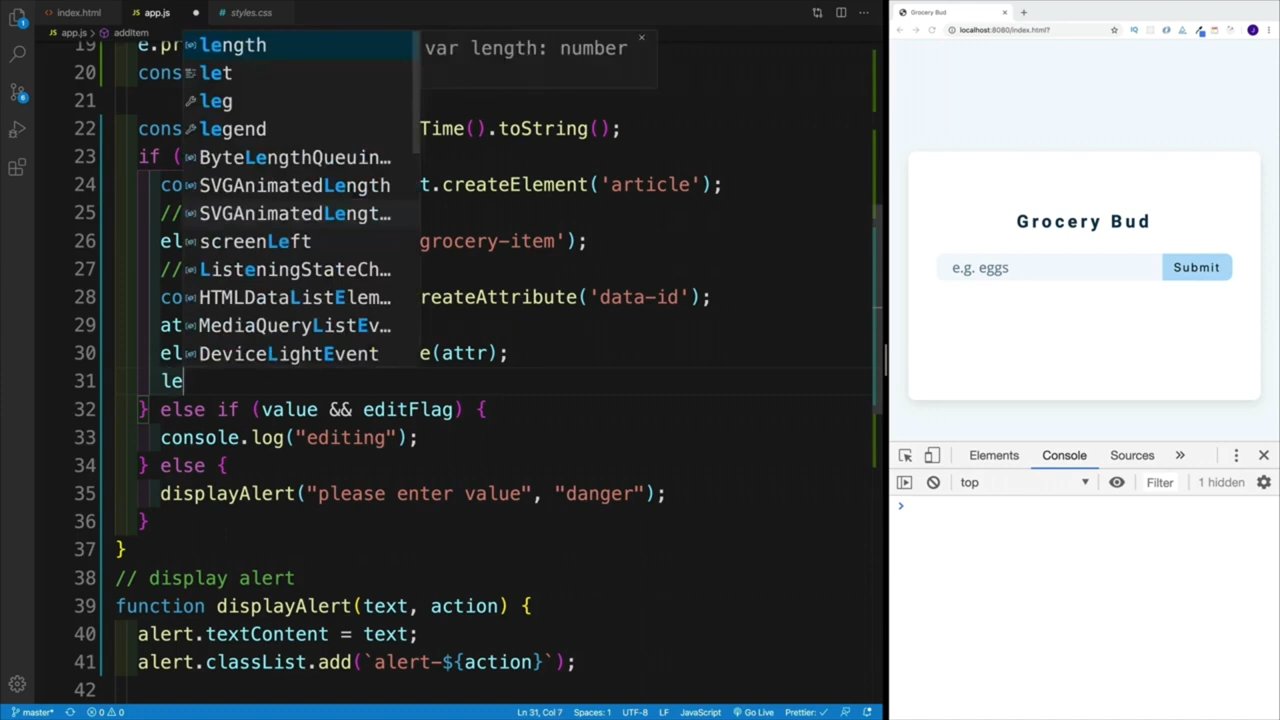 index.html
app.js
styles.css
app.js
addItem
19 e.pr
20 cons
21
22 cons Time().toString();
23 if (
24 co t.createElement('article');
25 //
26 el grocery-item');
27 //
28 co reateAttribute('data-id');
29 at
30 el e(attr);
31 le
32 } else if (value && editFlag) {
33 console.log("editing");
34 } else {
35 displayAlert("please enter value", "danger");
36 }
37 }
38 // display alert
39 function displayAlert(text, action) {
40 alert.textContent = text;
41 alert.classList.add(`alert-${action}`);
42
length
let
leg
legend
ByteLengthQueuin…
SVGAnimatedLength
SVGAnimatedLengt…
screenLeft
ListeningStateCh…
HTMLDataListElem…
MediaQueryListEv…
DeviceLightEvent
var length: number
1
6
master*
0 0
Ln 31, Col 7
Spaces: 1
UTF-8
LF
JavaScript
Go Live
Prettier: ✓
Grocery Bud
localhost:8080/index.html?
J
Grocery Bud
e.g. eggs
Submit
Elements
Console
Sources
»
top
Filter
1 hidden